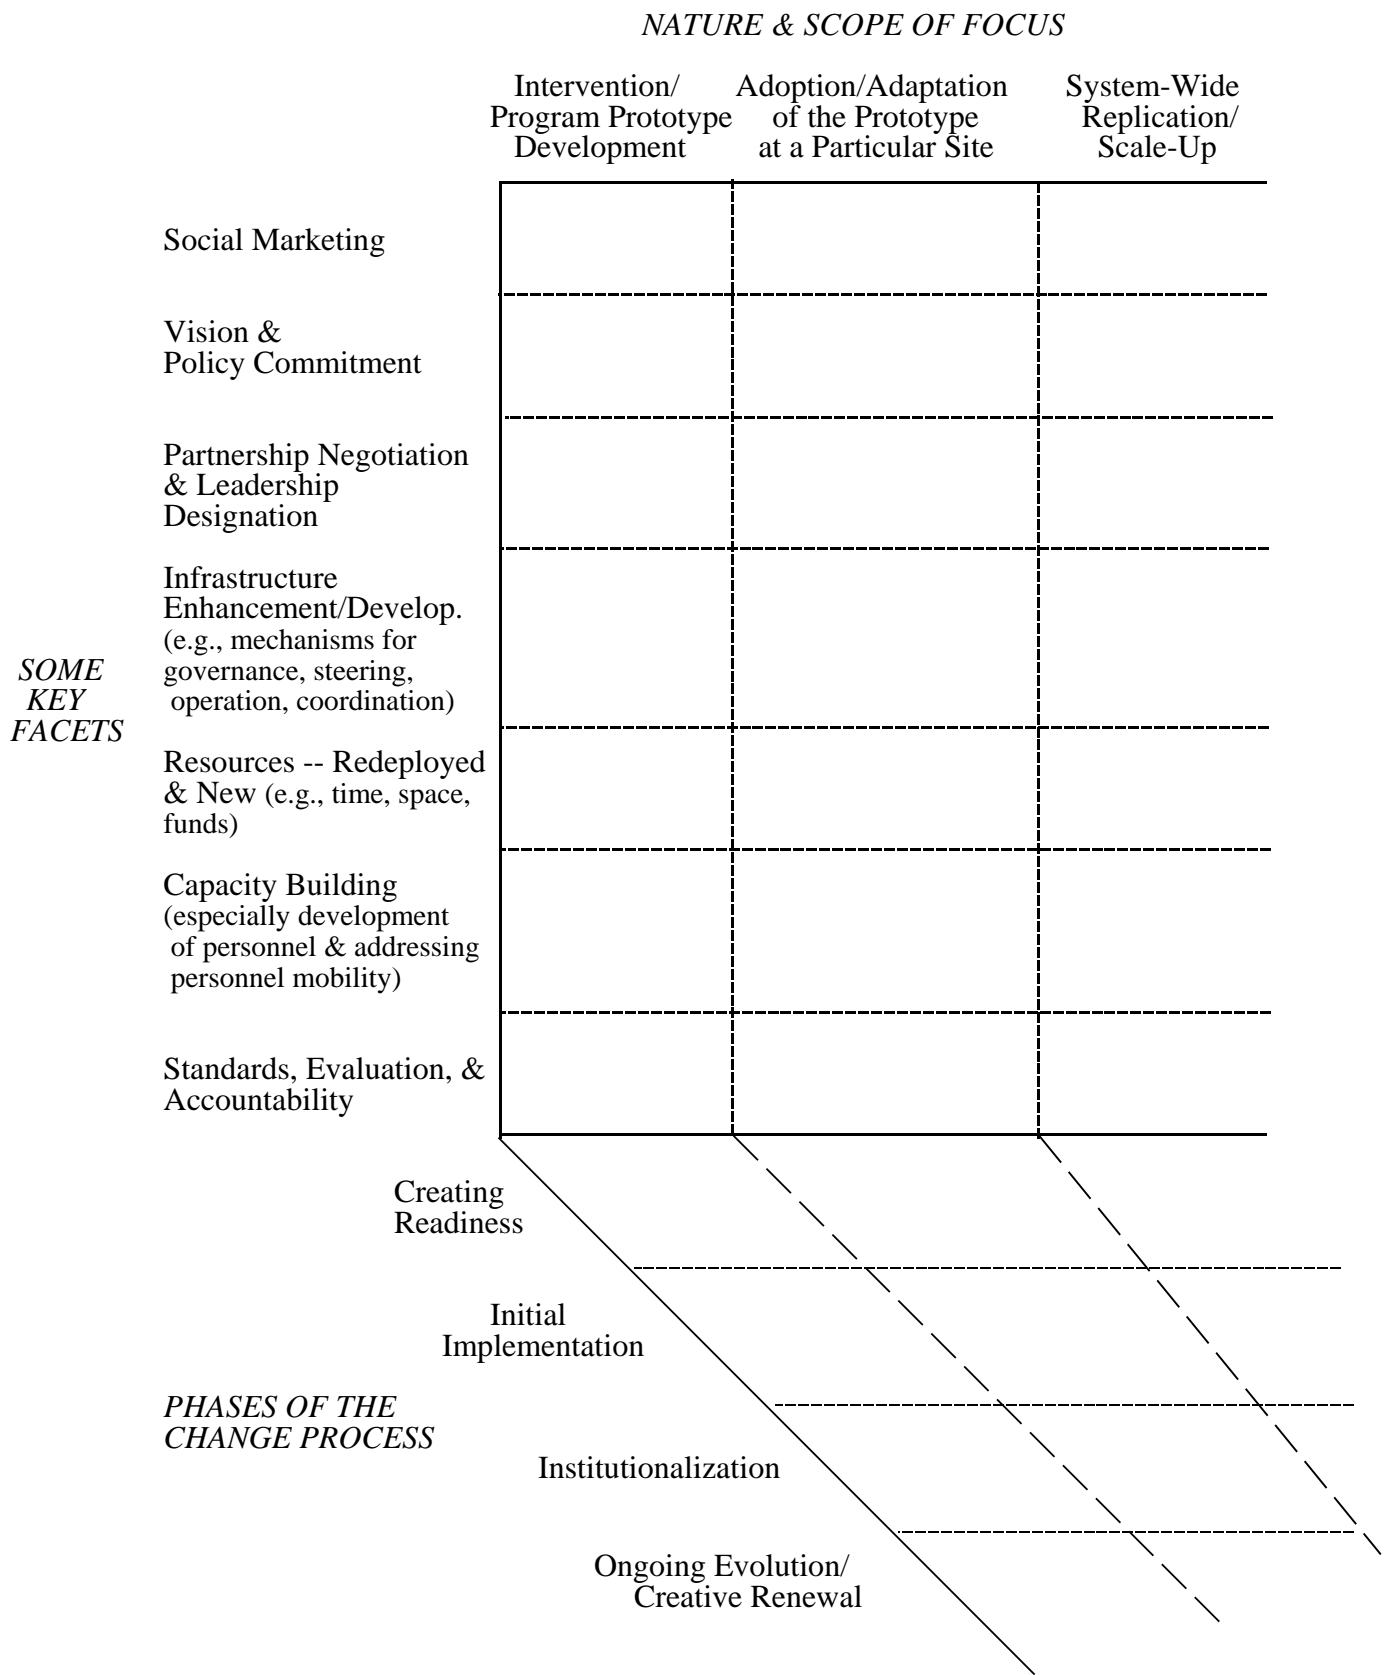 NATURE & SCOPE OF FOCUS
Intervention/
Program Prototype
Development
Adoption/Adaptation
of the Prototype
at a Particular Site
System-Wide
Replication/
Scale-Up
Social Marketing
Vision &
Policy Commitment
Partnership Negotiation
& Leadership
Designation
Infrastructure
Enhancement/Develop.
(e.g., mechanisms for
governance, steering,
operation, coordination)
SOME
KEY
FACETS
Resources -- Redeployed
& New (e.g., time, space,
funds)
Capacity Building
(especially development
of personnel & addressing
personnel mobility)
Standards, Evaluation, &
Accountability
Creating
Readiness
Initial
Implementation
PHASES OF THE
CHANGE PROCESS
Institutionalization
Ongoing Evolution/
Creative Renewal